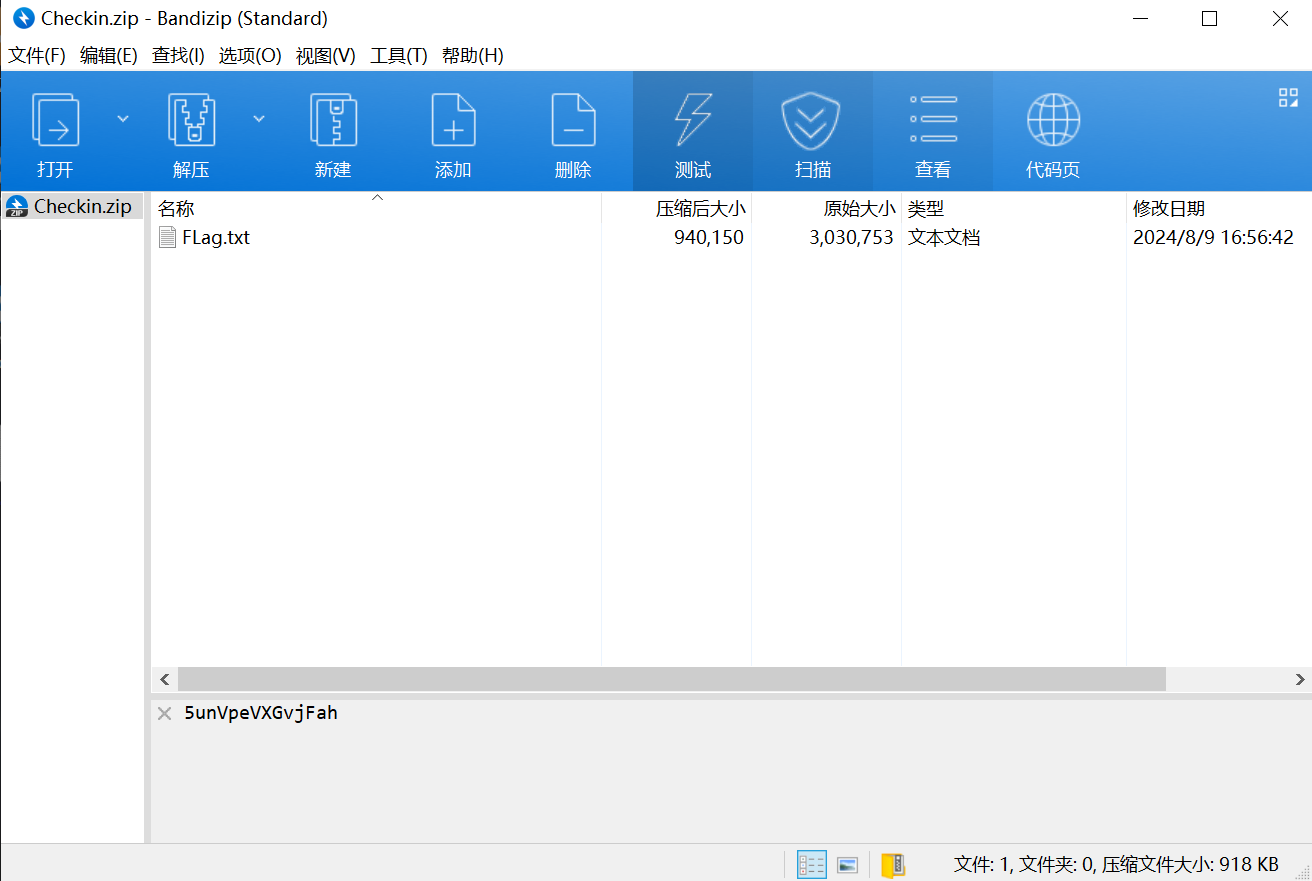 Checkin.zip - Bandizip (Standard)
文件(F) 编辑(E) 查找(I) 选项(O) 视图(V) 工具(T) 帮助(H)
打开 解压 新建 添加 删除 测试 扫描 查看 代码页
Checkin.zip
名称 压缩后大小 原始大小 类型 修改日期
FLag.txt 940,150 3,030,753 文本文档 2024/8/9 16:56:42
5unVpeVXGvjFah
文件: 1, 文件夹: 0, 压缩文件大小: 918 KB